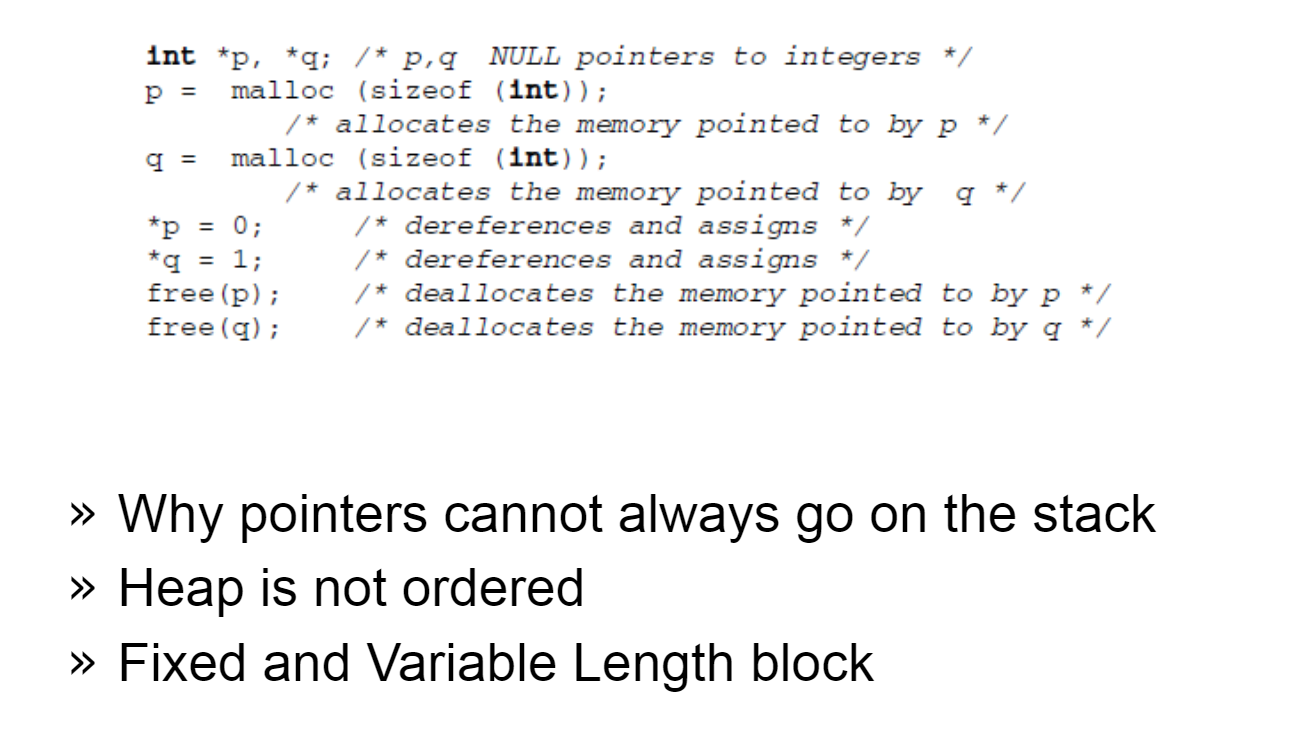 int *p, *q; /* p,q NULL pointers to integers */
p = malloc (sizeof (int));
/* allocates the memory pointed to by p */
q = malloc (sizeof (int));
/* allocates the memory pointed to by q */
*p = 0; /* dereferences and assigns */
*q = 1; /* dereferences and assigns */
free(p); /* deallocates the memory pointed to by p */
free(q); /* deallocates the memory pointed to by q */
» Why pointers cannot always go on the stack
» Heap is not ordered
» Fixed and Variable Length block